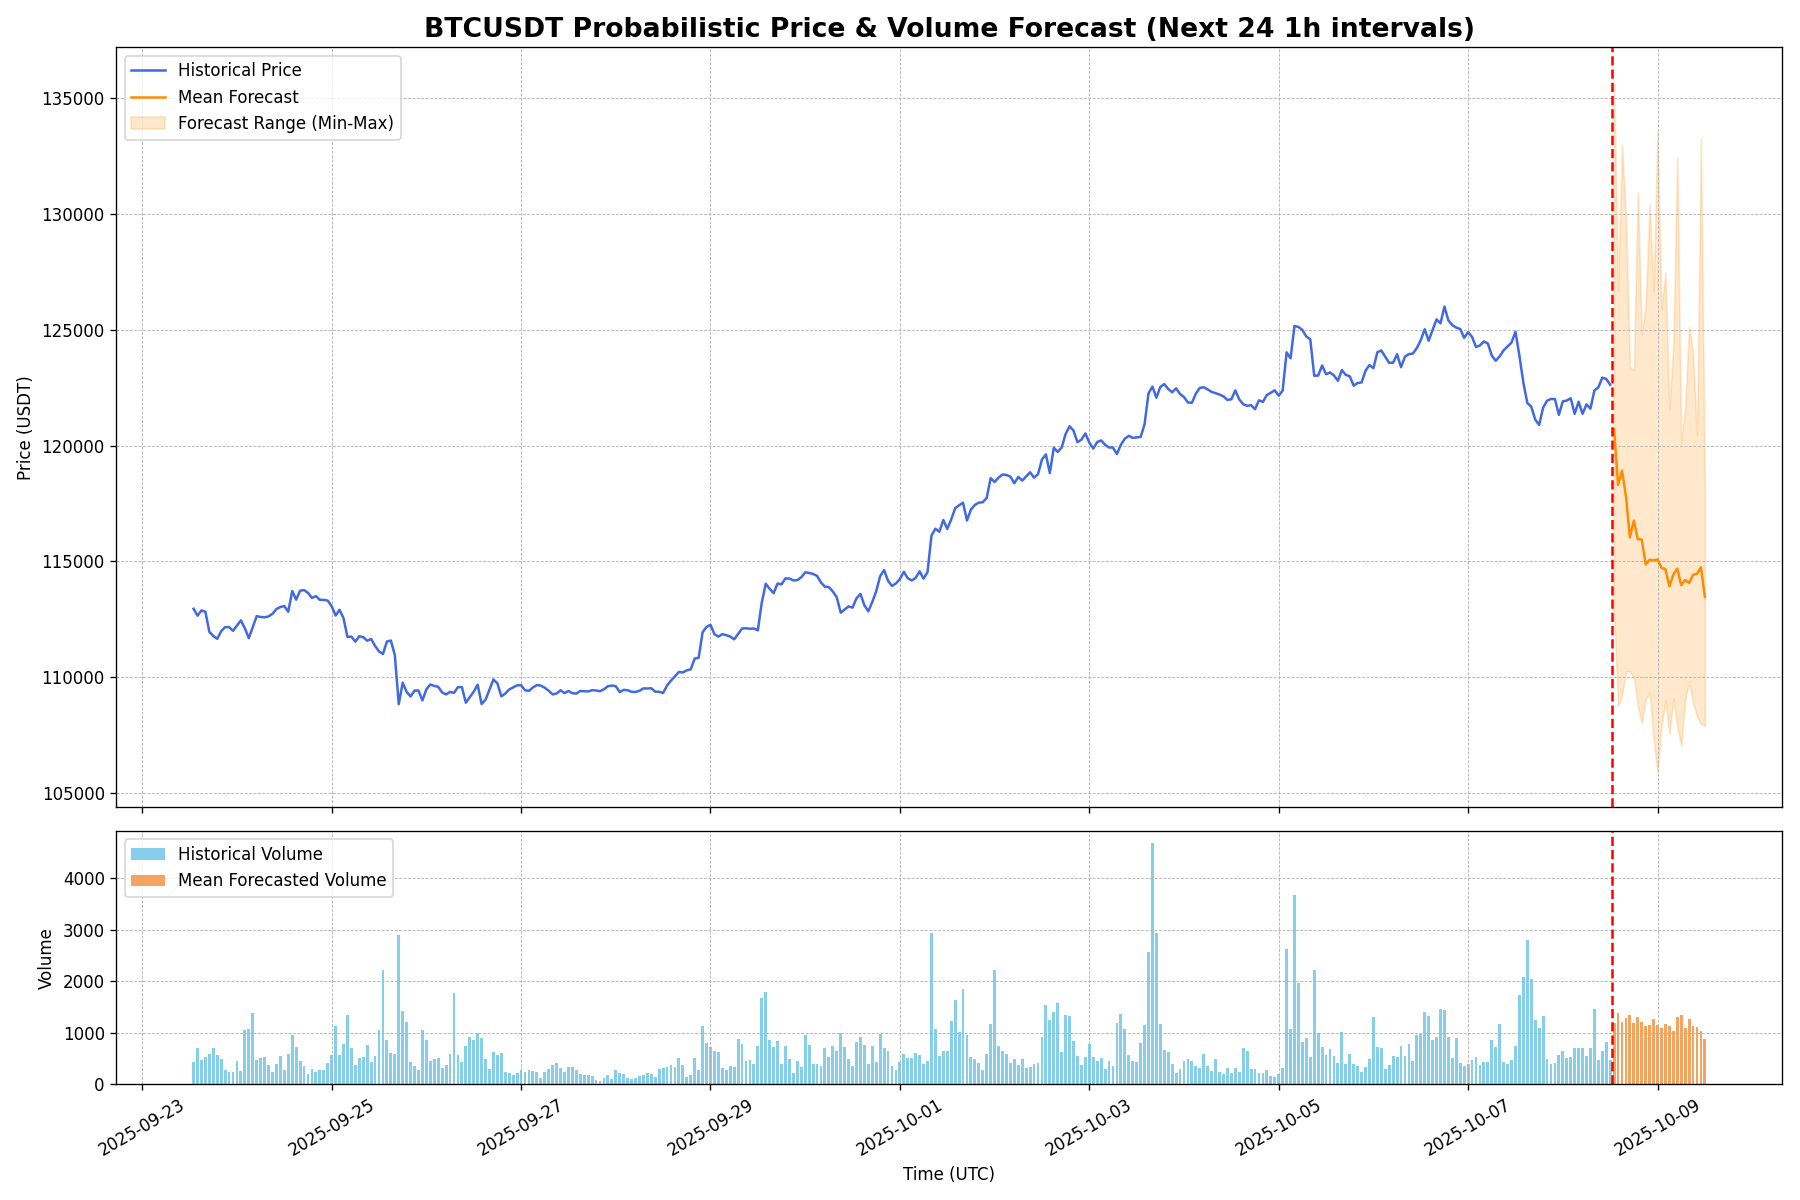 BTCUSDT Probabilistic Price & Volume Forecast (Next 24 1h intervals)
Historical Price
Mean Forecast
Forecast Range (Min-Max)
135000
130000
125000
120000
115000
110000
105000
Price (USDT)
Historical Volume
Mean Forecasted Volume
4000
3000
2000
1000
0
Volume
2025-09-23
2025-09-25
2025-09-27
2025-09-29
2025-10-01
2025-10-03
2025-10-05
2025-10-07
2025-10-09
Time (UTC)